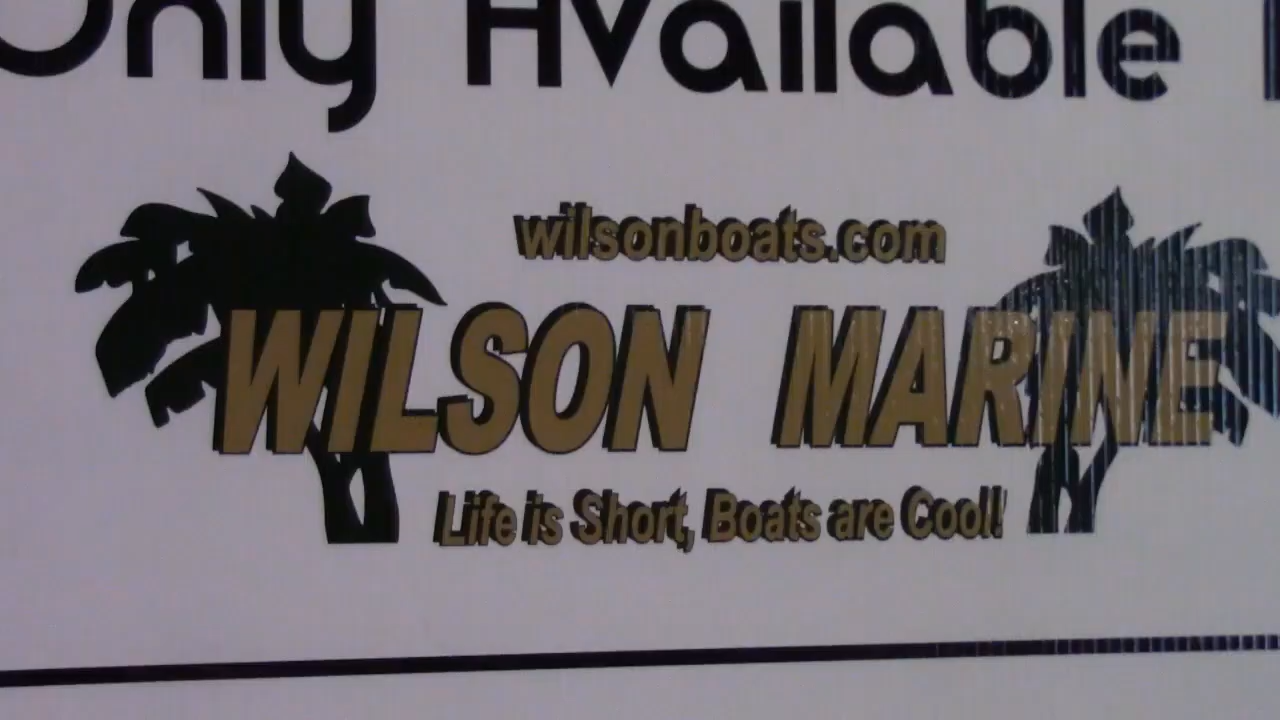 Only Available
wilsonboats.com
WILSON MARINE
Life is Short, Boats are Cool!